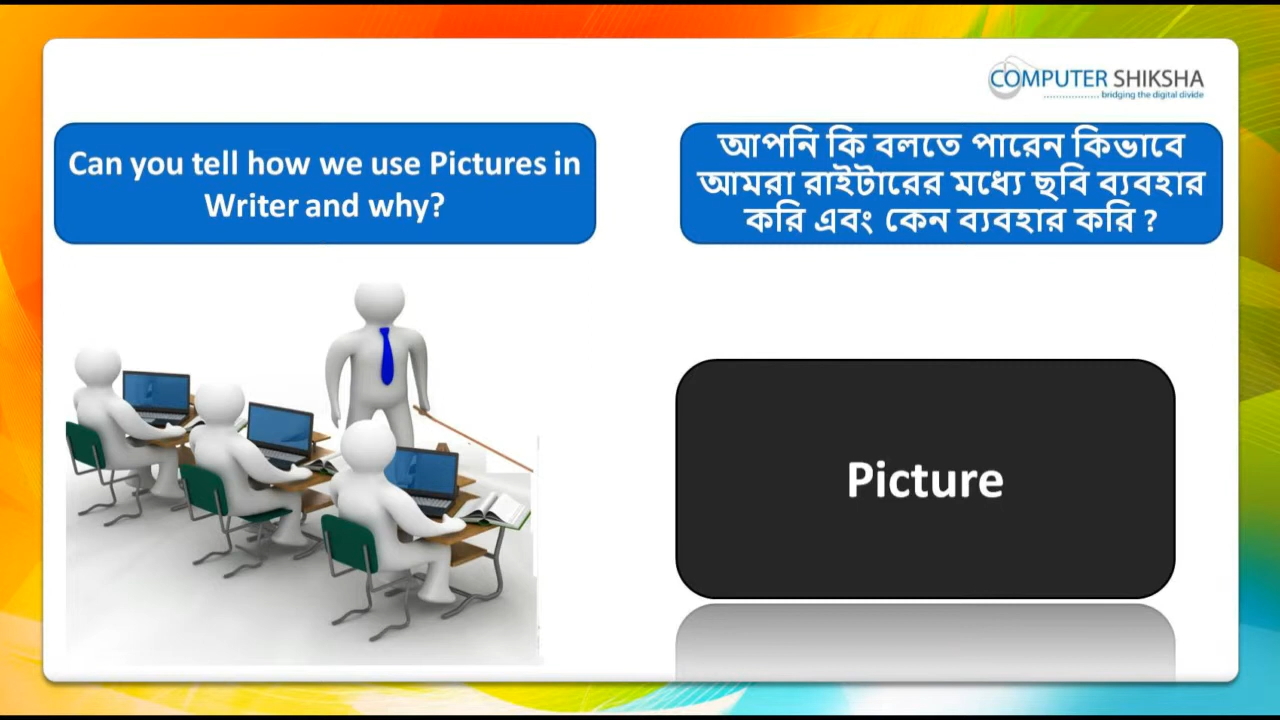 COMPUTER SHIKSHA
bridging the digital divide
Can you tell how we use Pictures in
Writer and why?
আপনি কি বলতে পারেন কিভাবে
আমরা রাইটারের মধ্যে ছবি ব্যবহার
করি এবং কেন ব্যবহার করি ?
Picture